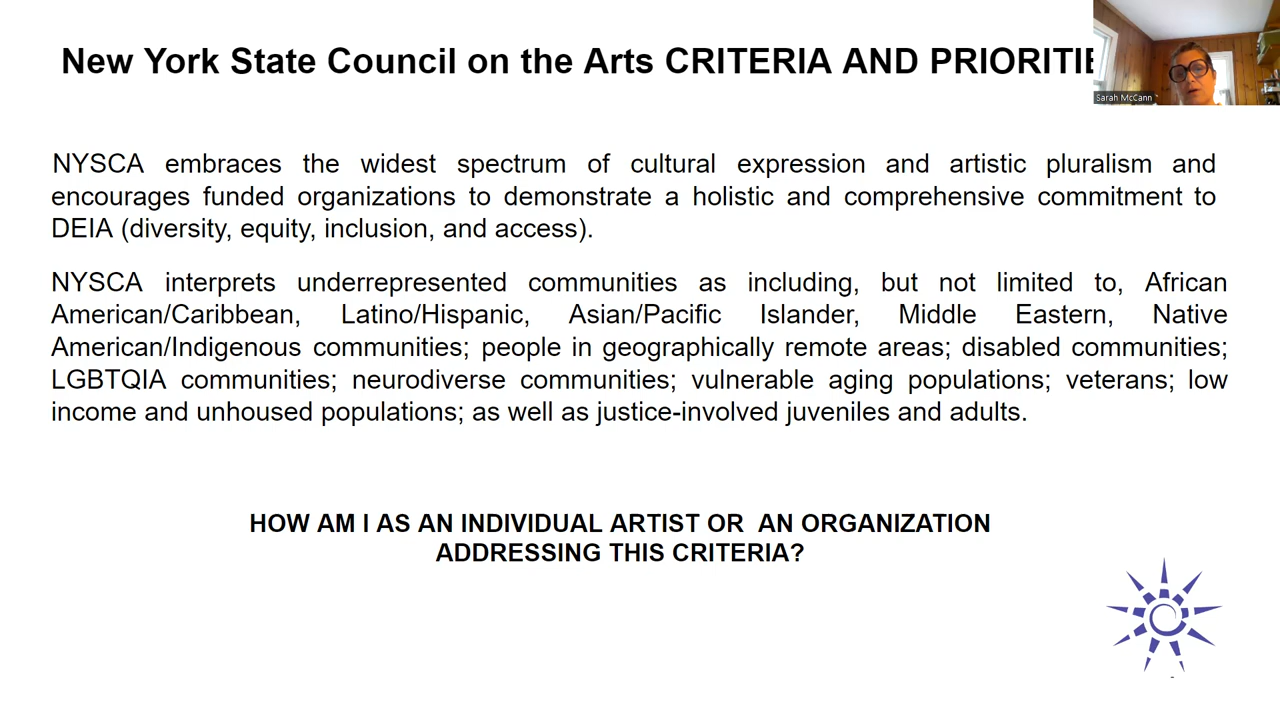 New York State Council on the Arts CRITERIA AND PRIORITIE
Sarah McCann
NYSCA embraces the widest spectrum of cultural expression and artistic pluralism and
encourages funded organizations to demonstrate a holistic and comprehensive commitment to
DEIA (diversity, equity, inclusion, and access).
NYSCA interprets underrepresented communities as including, but not limited to, African
American/Caribbean, Latino/Hispanic, Asian/Pacific Islander, Middle Eastern, Native
American/Indigenous communities; people in geographically remote areas; disabled communities;
LGBTQIA communities; neurodiverse communities; vulnerable aging populations; veterans; low
income and unhoused populations; as well as justice-involved juveniles and adults.
HOW AM I AS AN INDIVIDUAL ARTIST OR  AN ORGANIZATION
ADDRESSING THIS CRITERIA?